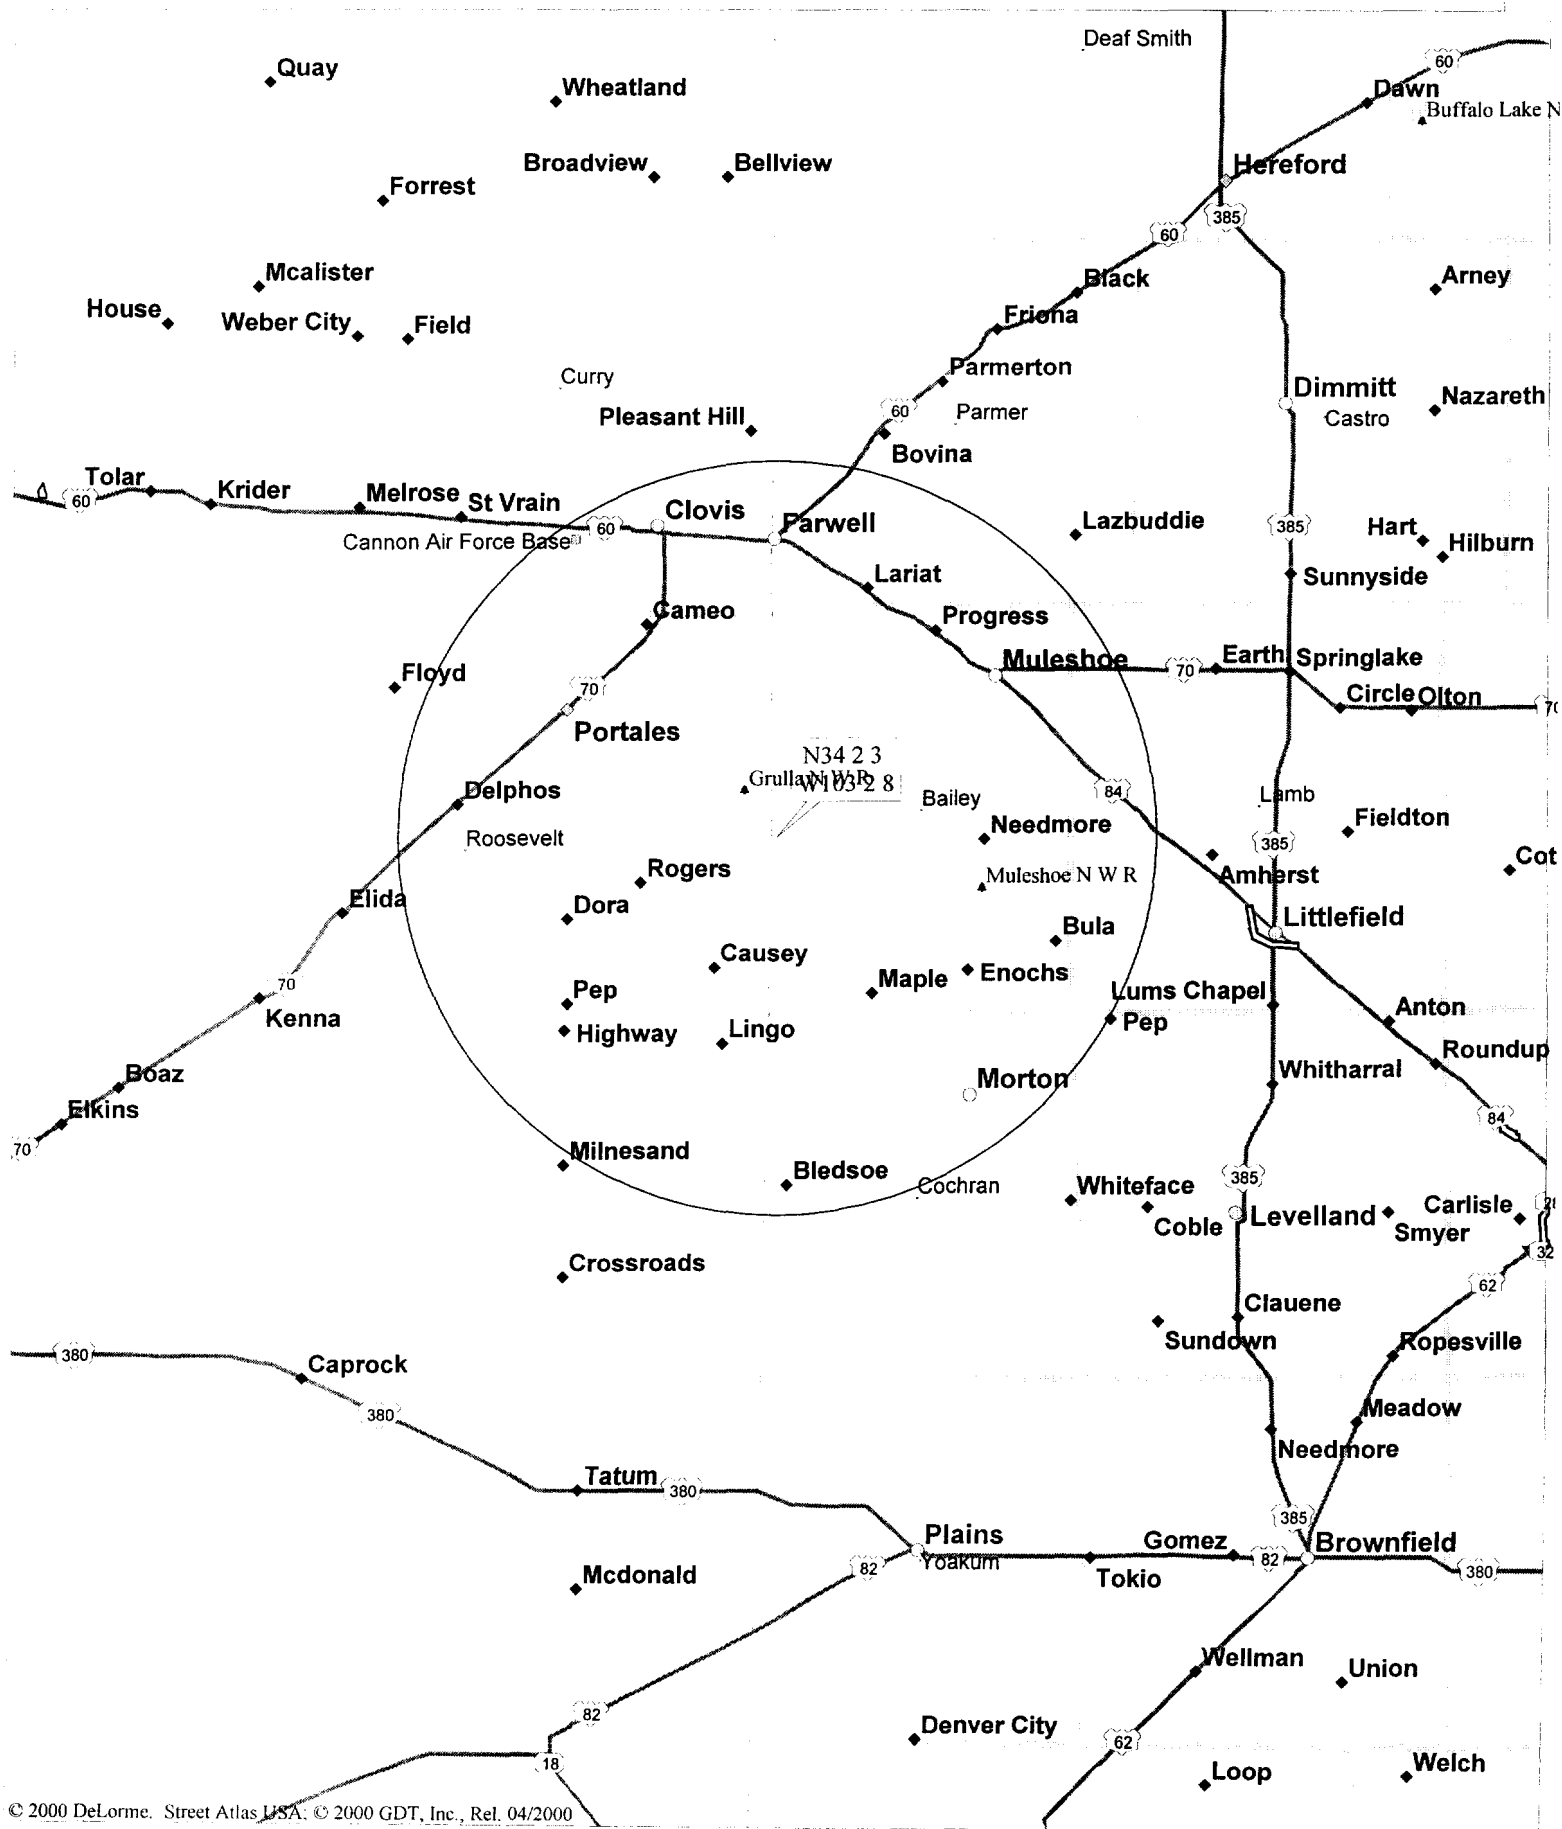 Deaf Smith
60
Quay
Wheatland
Dawn
Buffalo Lake N
Broadview
Bellview
Hereford
Forrest
385
60
Mcalister
Black
Arney
House
Weber City
Field
Friona
Curry
Parmerton
Dimmitt
Nazareth
Pleasant Hill
60
Parmer
Castro
Bovina
Tolar
Krider
Melrose
St Vrain
Clovis
Farwell
Lazbuddie
60
60
385
Hart
Hilburn
Cannon Air Force Base
Lariat
Sunnyside
Cameo
Progress
Floyd
Muleshoe
70
Earth
Springlake
70
Circle
Olton
70
Portales
N34 2 3
W103 2 8
Grulla N W R
Delphos
Bailey
84
Lamb
Roosevelt
Needmore
385
Fieldton
Rogers
Muleshoe N W R
Amherst
Cot
Elida
Dora
Bula
Littlefield
Causey
70
Pep
Maple
Enochs
Lums Chapel
Kenna
Highway
Lingo
Pep
Anton
Roundup
Boaz
Morton
Whitharral
Elkins
84
70
Milnesand
Bledsoe
Cochran
Whiteface
385
Coble
Levelland
Smyer
Carlisle
32
Crossroads
62
Clauene
Sundown
Ropesville
380
Caprock
380
Meadow
Needmore
Tatum
380
385
Plains
Yoakum
Gomez
82
Brownfield
82
Mcdonald
Tokio
380
Wellman
Union
82
Denver City
62
18
Loop
Welch
© 2000 DeLorme. Street Atlas USA; © 2000 GDT, Inc., Rel. 04/2000